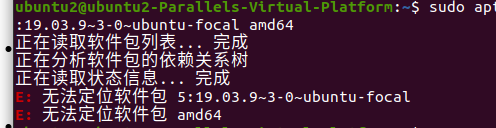 ubuntu2@ubuntu2-Parallels-Virtual-Platform:~$ sudo apt
:19.03.9~3-0~ubuntu-focal amd64
正在读取软件包列表... 完成
正在分析软件包的依赖关系树
正在读取状态信息... 完成
E: 无法定位软件包 5:19.03.9~3-0~ubuntu-focal
E: 无法定位软件包 amd64